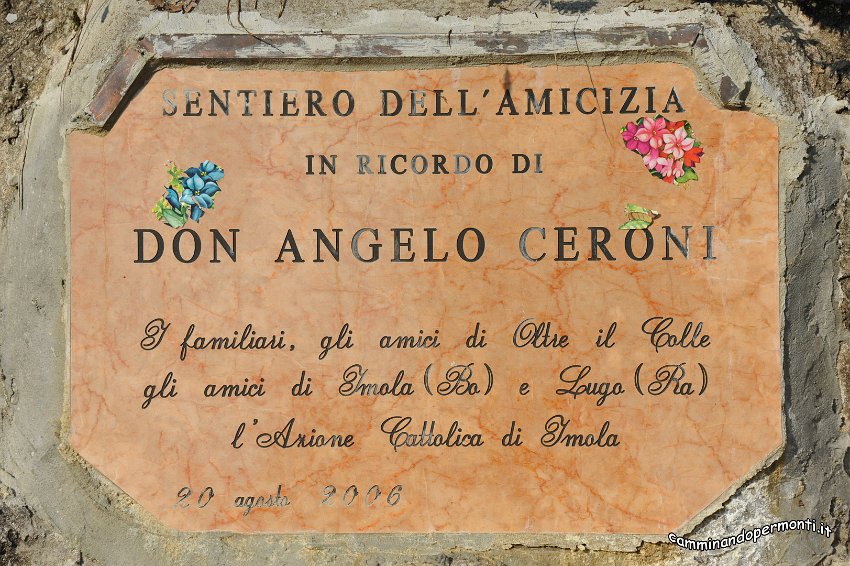 SENTIERO DELL'AMICIZIA
IN RICORDO DI
DON ANGELO CERONI
I familiari, gli amici di Oltre il Colle
gli amici di Imola (Bo) e Lugo (Ra)
l'Azione Cattolica di Imola
20 agosto 2006
camminandopermonti.it